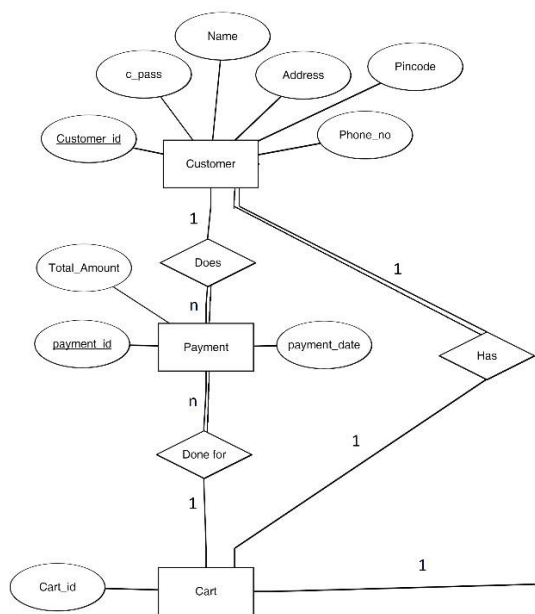 Name
c_pass
Address
Pincode
Customer_id
Phone_no
Customer
1
Does
1
Total_Amount
n
payment_id
Payment
payment_date
Has
n
Done for
1
1
1
Cart_id
Cart